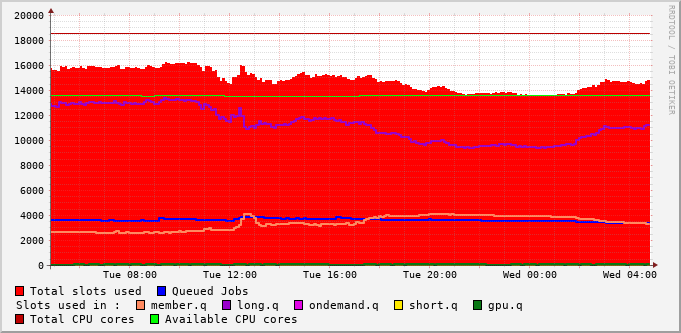 20000
18000
16000
14000
12000
10000
8000
6000
4000
2000
0
Tue 08:00 Tue 12:00 Tue 16:00 Tue 20:00 Wed 00:00 Wed 04:00
RRDTOOL / TOBI OETIKER
Total slots used Queued Jobs
Slots used in : member.q long.q ondemand.q short.q gpu.q
Total CPU cores Available CPU cores